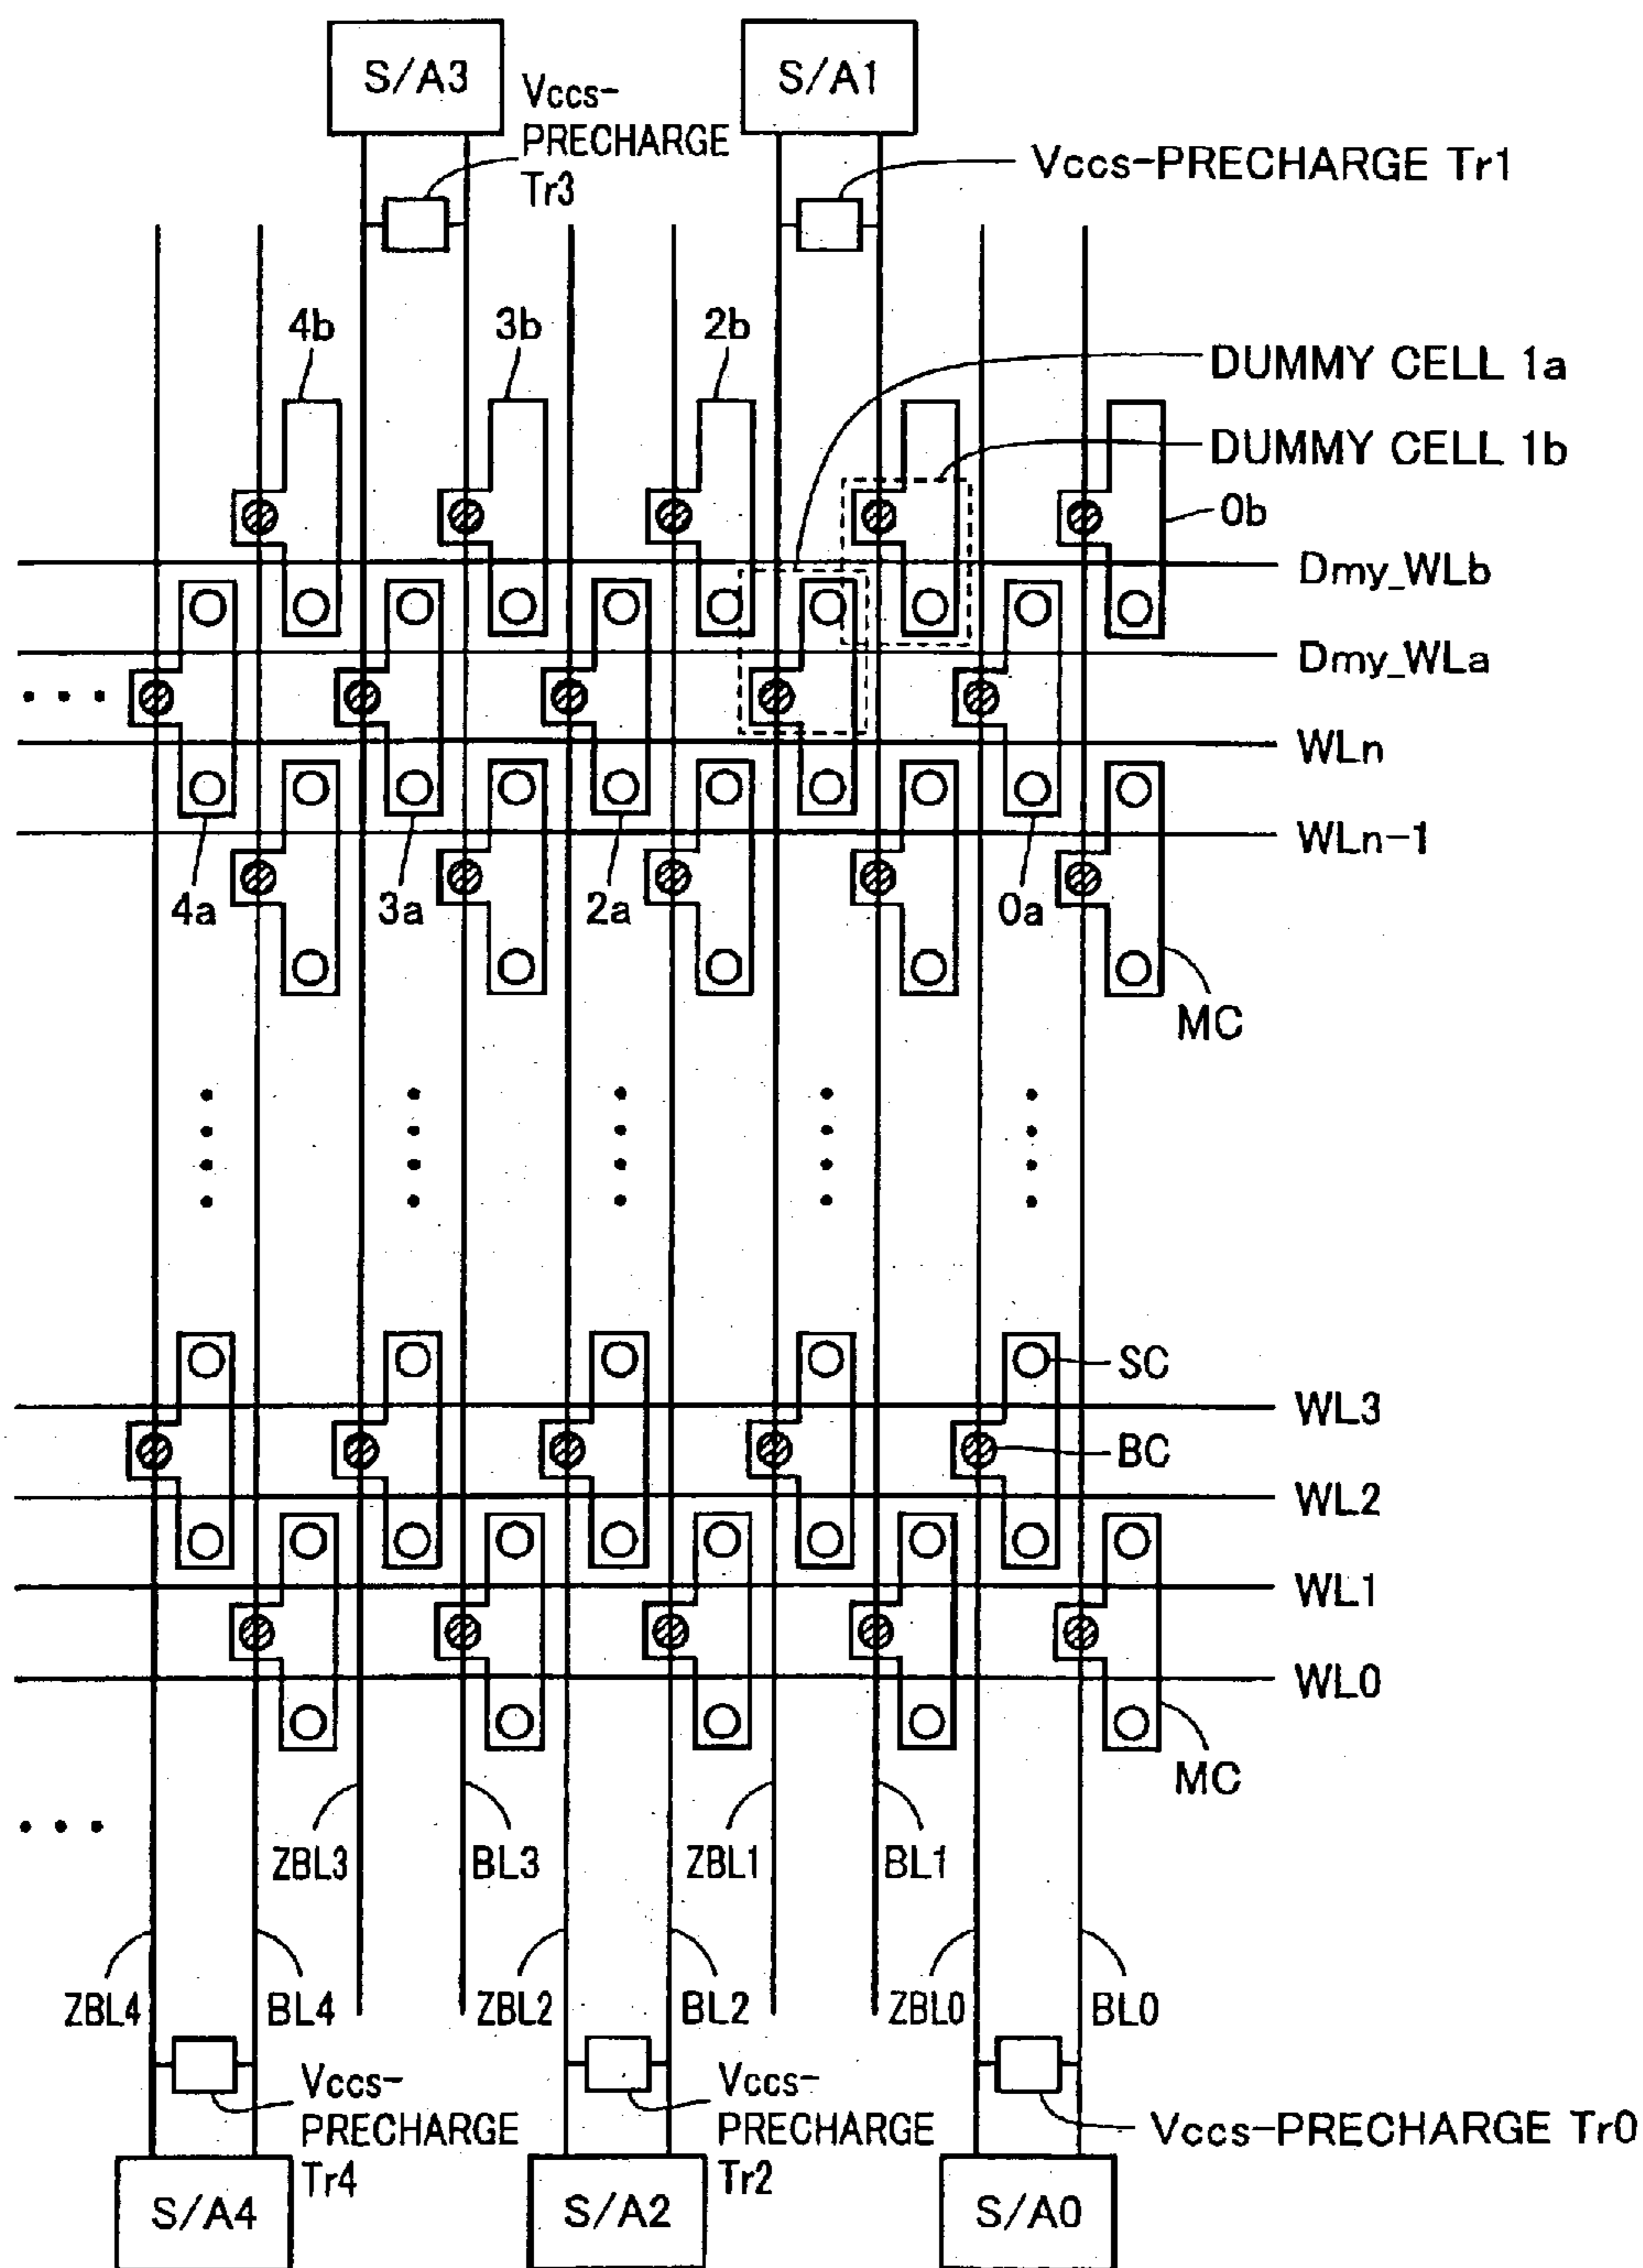 S/A3
S/A1
Vccs-
PRECHARGE
Tr3
Vccs-PRECHARGE Tr1
4b
3b
2b
DUMMY CELL 1a
DUMMY CELL 1b
0b
Dmy_WLb
Dmy_WLa
WLn
WLn-1
4a
3a
2a
0a
MC
SC
WL3
BC
WL2
WL1
WL0
MC
ZBL3
BL3
ZBL1
BL1
ZBL4
BL4
ZBL2
BL2
ZBL0
BL0
Vccs-
PRECHARGE
Tr4
Vccs-
PRECHARGE
Tr2
Vccs-PRECHARGE Tr0
S/A4
S/A2
S/A0